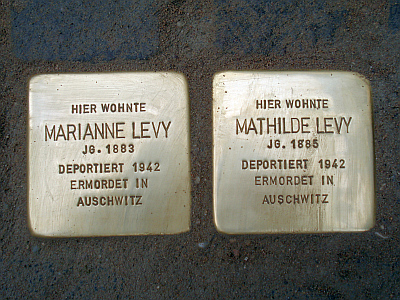 HIER WOHNTE
MARIANNE LEVY
JG. 1883
DEPORTIERT 1942
ERMORDET IN
AUSCHWITZ
HIER WOHNTE
MATHILDE LEVY
JG. 1885
DEPORTIERT 1942
ERMORDET IN
AUSCHWITZ